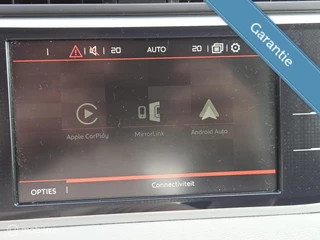 Garantie
20 AUTO 20
Apple CarPlay MirrorLink Android Auto
OPTIES Connectiviteit